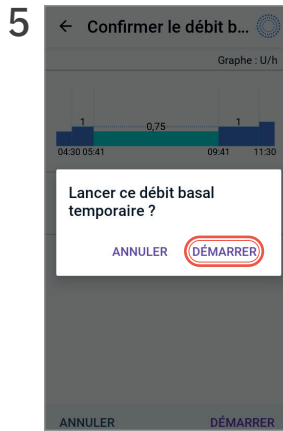 5
← Confirmer le débit b...
Graphe : U/h
1
0,75
1
04:30 05:41
09:41
11:30
Lancer ce débit basal
temporaire ?
ANNULER
DÉMARRER
ANNULER
DÉMARRER